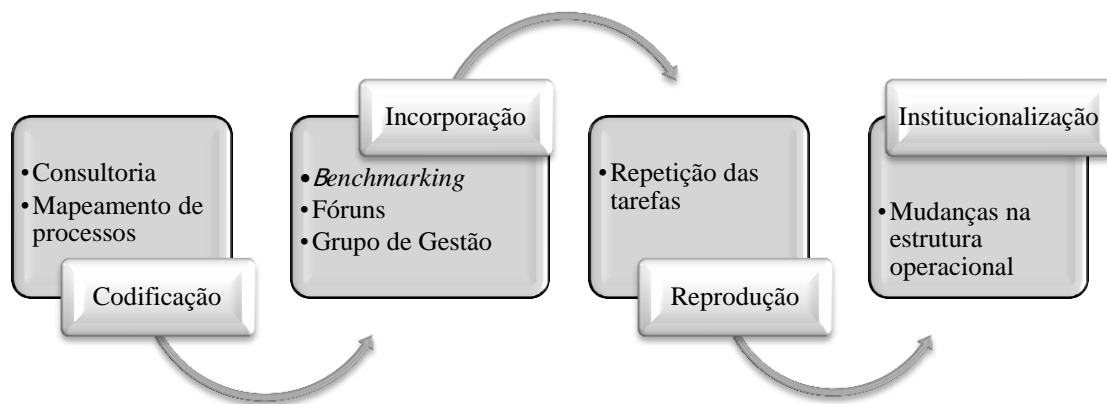 • Consultoria
• Mapeamento de
processos
Codificação
Incorporação
• Benchmarking
• Fóruns
• Grupo de Gestão
• Repetição das
tarefas
Reprodução
Institucionalização
• Mudanças na
estrutura
operacional